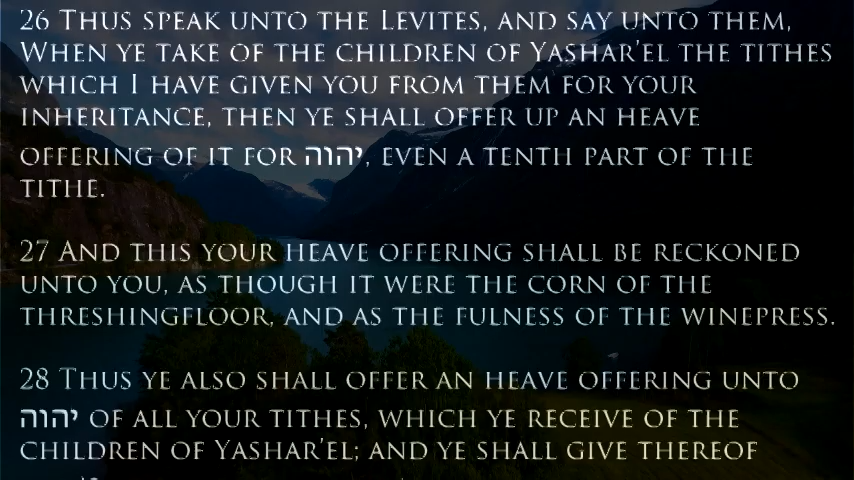 26 Thus speak unto the Levites, and say unto them,
When ye take of the children of Yashar'el the tithes
which I have given you from them for your
inheritance, then ye shall offer up an heave
offering of it for יהוה, even a tenth part of the
tithe.
27 And this your heave offering shall be reckoned
unto you, as though it were the corn of the
threshingfloor, and as the fulness of the winepress.
28 Thus ye also shall offer an heave offering unto
יהוה of all your tithes, which ye receive of the
children of Yashar'el; and ye shall give thereof